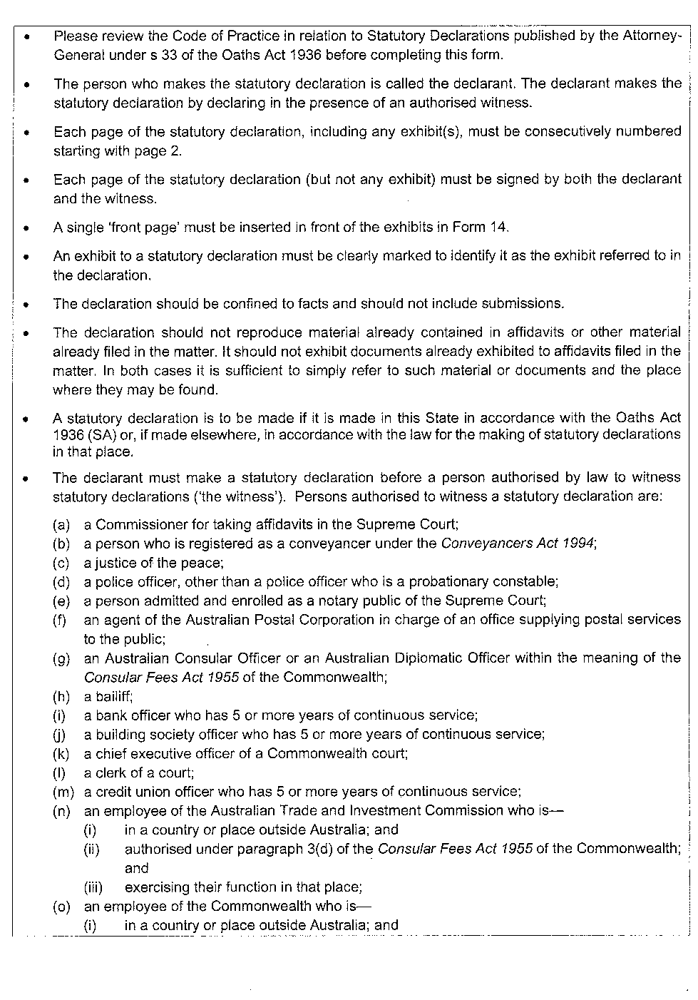 • Please review the Code of Practice in relation to Statutory Declarations published by the Attorney-
General under s 33 of the Oaths Act 1936 before completing this form.
• The person who makes the statutory declaration is called the declarant. The declarant makes the
statutory declaration by declaring in the presence of an authorised witness.
• Each page of the statutory declaration, including any exhibit(s), must be consecutively numbered
starting with page 2.
• Each page of the statutory declaration (but not any exhibit) must be signed by both the declarant
and the witness.
• A single 'front page' must be inserted in front of the exhibits in Form 14.
• An exhibit to a statutory declaration must be clearly marked to identify it as the exhibit referred to in
the declaration.
• The declaration should be confined to facts and should not include submissions.
• The declaration should not reproduce material already contained in affidavits or other material
already filed in the matter. It should not exhibit documents already exhibited to affidavits filed in the
matter. In both cases it is sufficient to simply refer to such material or documents and the place
where they may be found.
• A statutory declaration is to be made if it is made in this State in accordance with the Oaths Act
1936 (SA) or, if made elsewhere, in accordance with the law for the making of statutory declarations
in that place.
• The declarant must make a statutory declaration before a person authorised by law to witness
statutory declarations ('the witness'). Persons authorised to witness a statutory declaration are:
(a) a Commissioner for taking affidavits in the Supreme Court;
(b) a person who is registered as a conveyancer under the Conveyancers Act 1994;
(c) a justice of the peace;
(d) a police officer, other than a police officer who is a probationary constable;
(e) a person admitted and enrolled as a notary public of the Supreme Court;
(f) an agent of the Australian Postal Corporation in charge of an office supplying postal services
to the public;
(g) an Australian Consular Officer or an Australian Diplomatic Officer within the meaning of the
Consular Fees Act 1955 of the Commonwealth;
(h) a bailiff;
(i) a bank officer who has 5 or more years of continuous service;
(j) a building society officer who has 5 or more years of continuous service;
(k) a chief executive officer of a Commonwealth court;
(l) a clerk of a court;
(m) a credit union officer who has 5 or more years of continuous service;
(n) an employee of the Australian Trade and Investment Commission who is—
(i) in a country or place outside Australia; and
(ii) authorised under paragraph 3(d) of the Consular Fees Act 1955 of the Commonwealth;
and
(iii) exercising their function in that place;
(o) an employee of the Commonwealth who is—
(i) in a country or place outside Australia; and